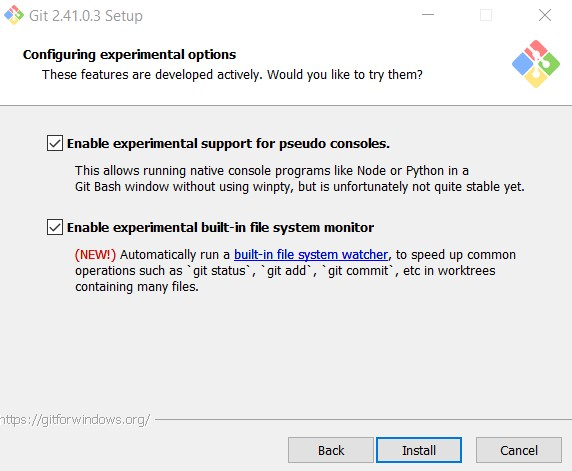 Git 2.41.0.3 Setup
Configuring experimental options
These features are developed actively. Would you like to try them?
Enable experimental support for pseudo consoles.
This allows running native console programs like Node or Python in a
Git Bash window without using winpty, but is unfortunately not quite stable yet.
Enable experimental built-in file system monitor
(NEW!) Automatically run a built-in file system watcher, to speed up common
operations such as `git status`, `git add`, `git commit`, etc in worktrees
containing many files.
https://gitforwindows.org/
Back Install Cancel